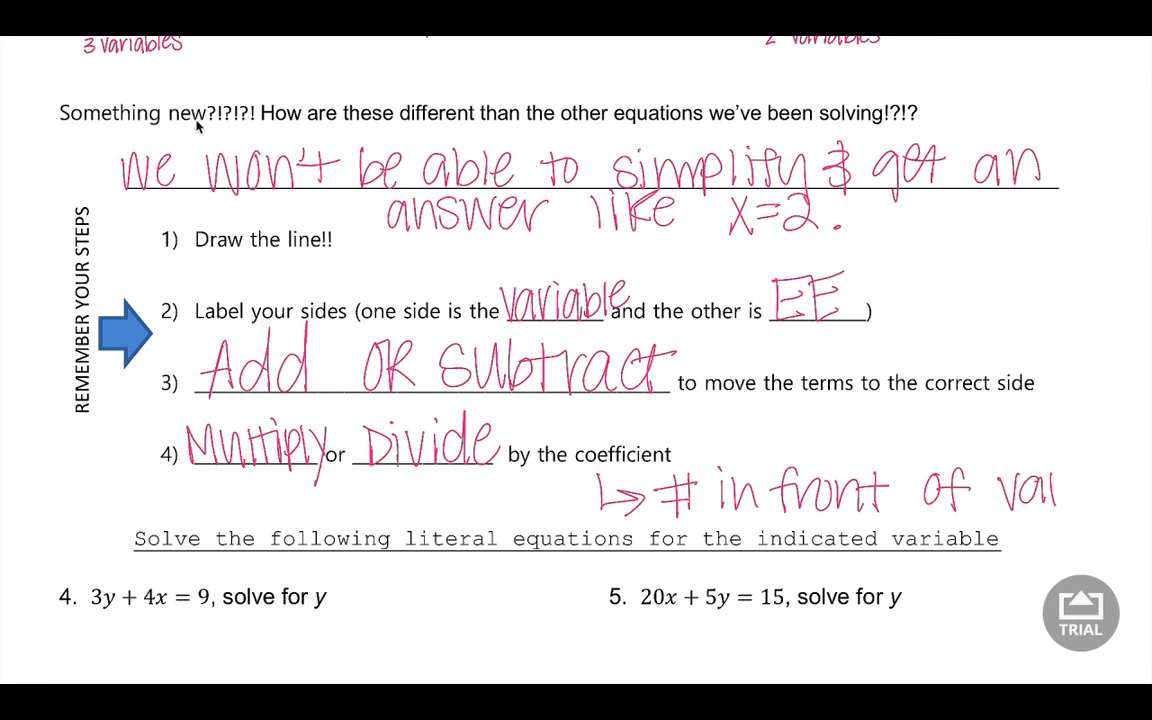 3 variables
variables
Something new?!?!?! How are these different than the other equations we've been solving!?!?
We won't be able to simplify & get an
answer like x=2.
REMEMBER YOUR STEPS
1) Draw the line!!
2) Label your sides (one side is the variable and the other is EE)
3) Add OR subtract to move the terms to the correct side
4) Multiply or Divide by the coefficient
↳ # in front of vai
Solve the following literal equations for the indicated variable
4. 3y + 4x = 9, solve for y
5. 20x + 5y = 15, solve for y
TRIAL